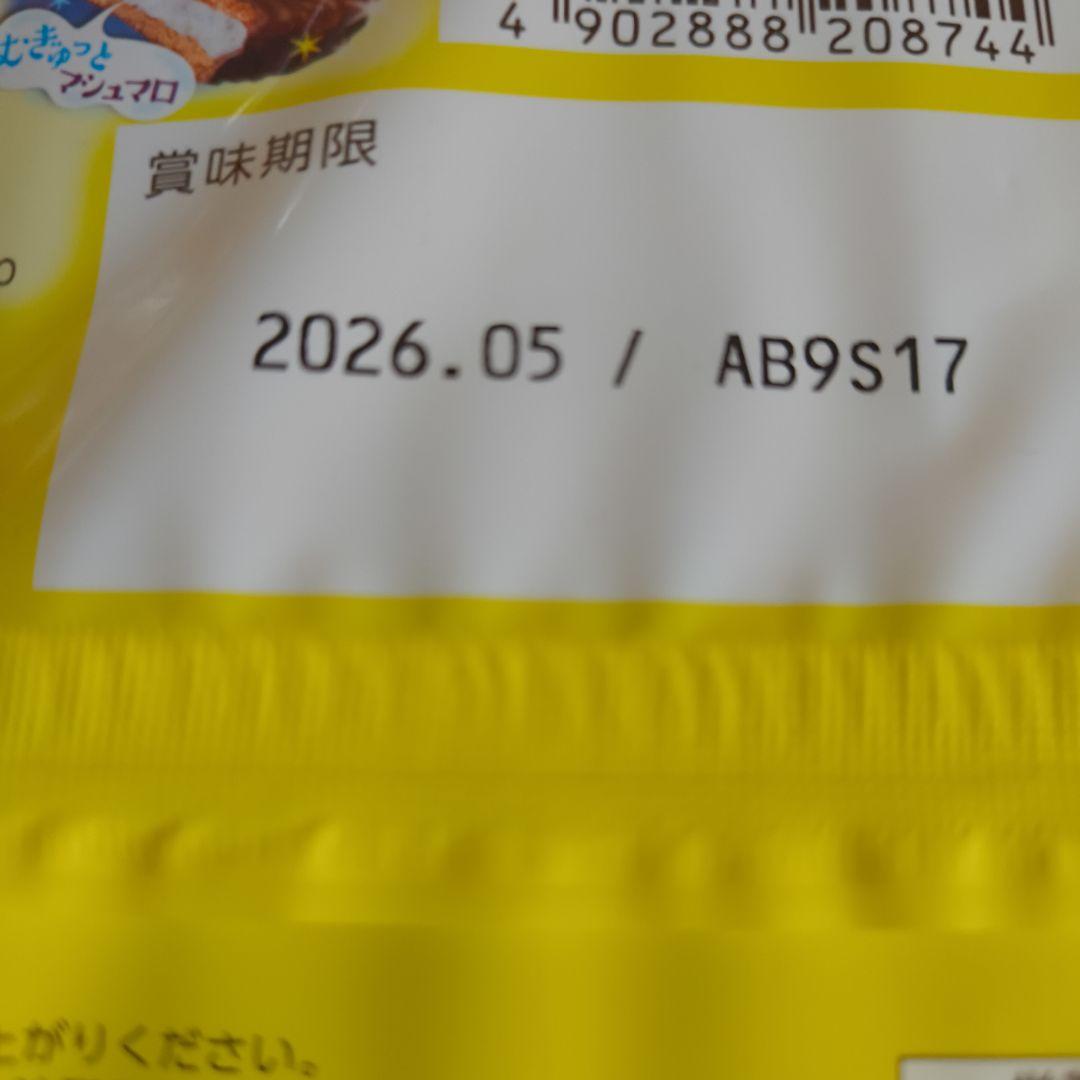 むぎゅっと
マシュマロ
4 902888 208744
賞味期限
2026.05 / AB9S17
がりください。